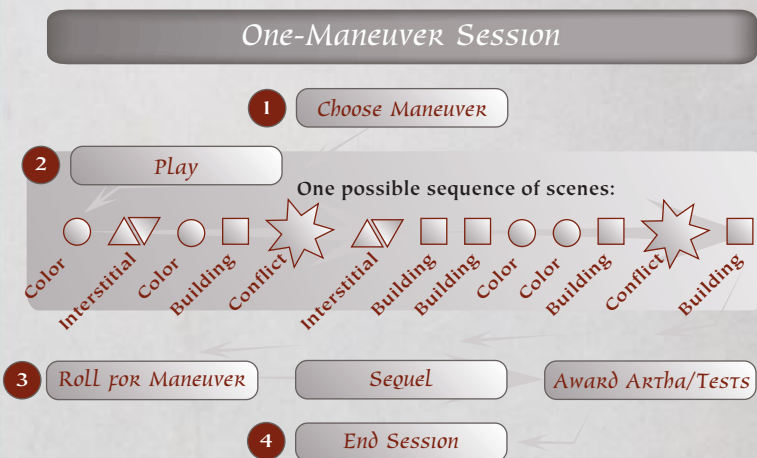 One-Maneuver Session
1 Choose Maneuver
2 Play
One possible sequence of scenes:
Color
Interstitial
Color
Building
Conflict
Interstitial
Building
Building
Color
Color
Building
Conflict
Building
3 Roll for Maneuver
Sequel
Award Artha/Tests
4 End Session